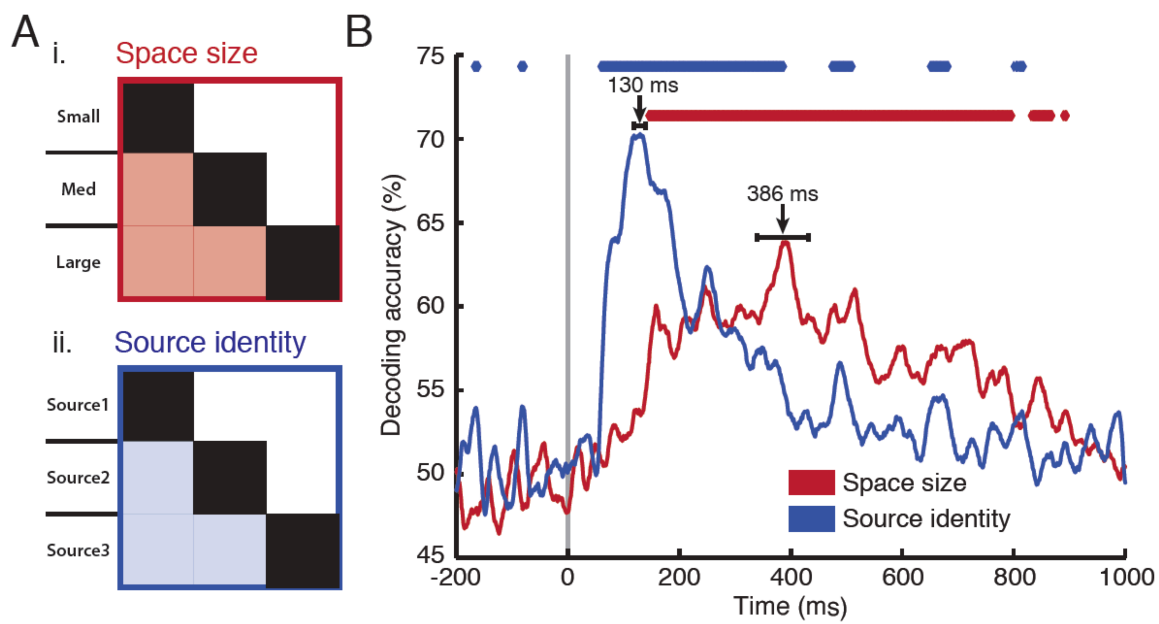 A
i.
Space size
Small
Med
Large
ii.
Source identity
Source1
Source2
Source3
B
75
70
65
60
55
50
45
Decoding accuracy (%)
130 ms
386 ms
Space size
Source identity
-200
0
200
400
600
800
1000
Time (ms)